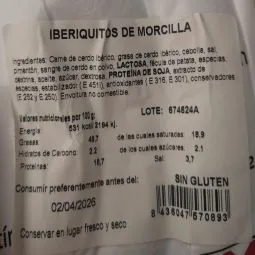 IBERIQUITOS DE MORCILLA
Ingredientes: Carne de cerdo ibérico, grasa de cerdo ibérico, cebolla, sal,
pimentón, sangre de cerdo en polvo, LACTOSA, fécula de patata, especias,
dextrina, aceite, azúcar, dextrosa, PROTEÍNA DE SOJA, extracto de
especias, estabilizador ( E 451i), antioxidantes ( E 316, E 301), conservadores
(E 252 y E 250). Envoltura no comestible.
Valores nutricionales por 100 g: LOTE: 674824A
Energía 531 kcal/2194 kj.
Grasas 48,7 de las cuales saturadas 18,9
Hidratos de Carbono 2,2 de los cuales azúcares 2,1
Proteínas 18,7 Sal 3,7
Consumir preferentemente antes del: SIN GLUTEN
02/04/2026
8 436047 570893
Conservar en lugar fresco y seco